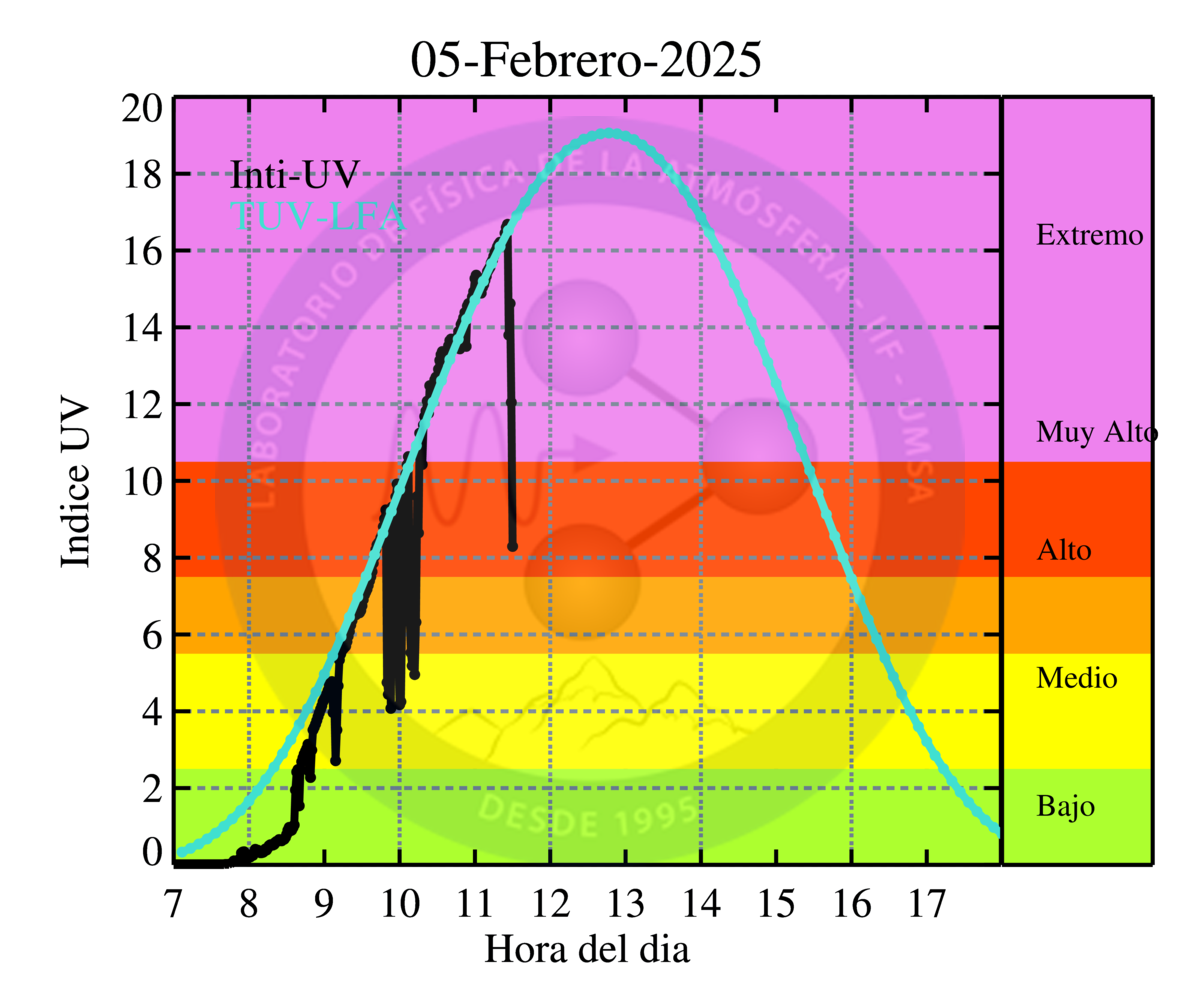 05-Febrero-2025
Inti-UV
TUV-LFA
20
18
16
14
12
10
8
6
4
2
0
Indice UV
7 8 9 10 11 12 13 14 15 16 17
Hora del dia
Extremo
Muy Alto
Alto
Medio
Bajo
LABORATORIO DE FÍSICA DE LA ATMÓSFERA - IIF - UMSA
DESDE 1995